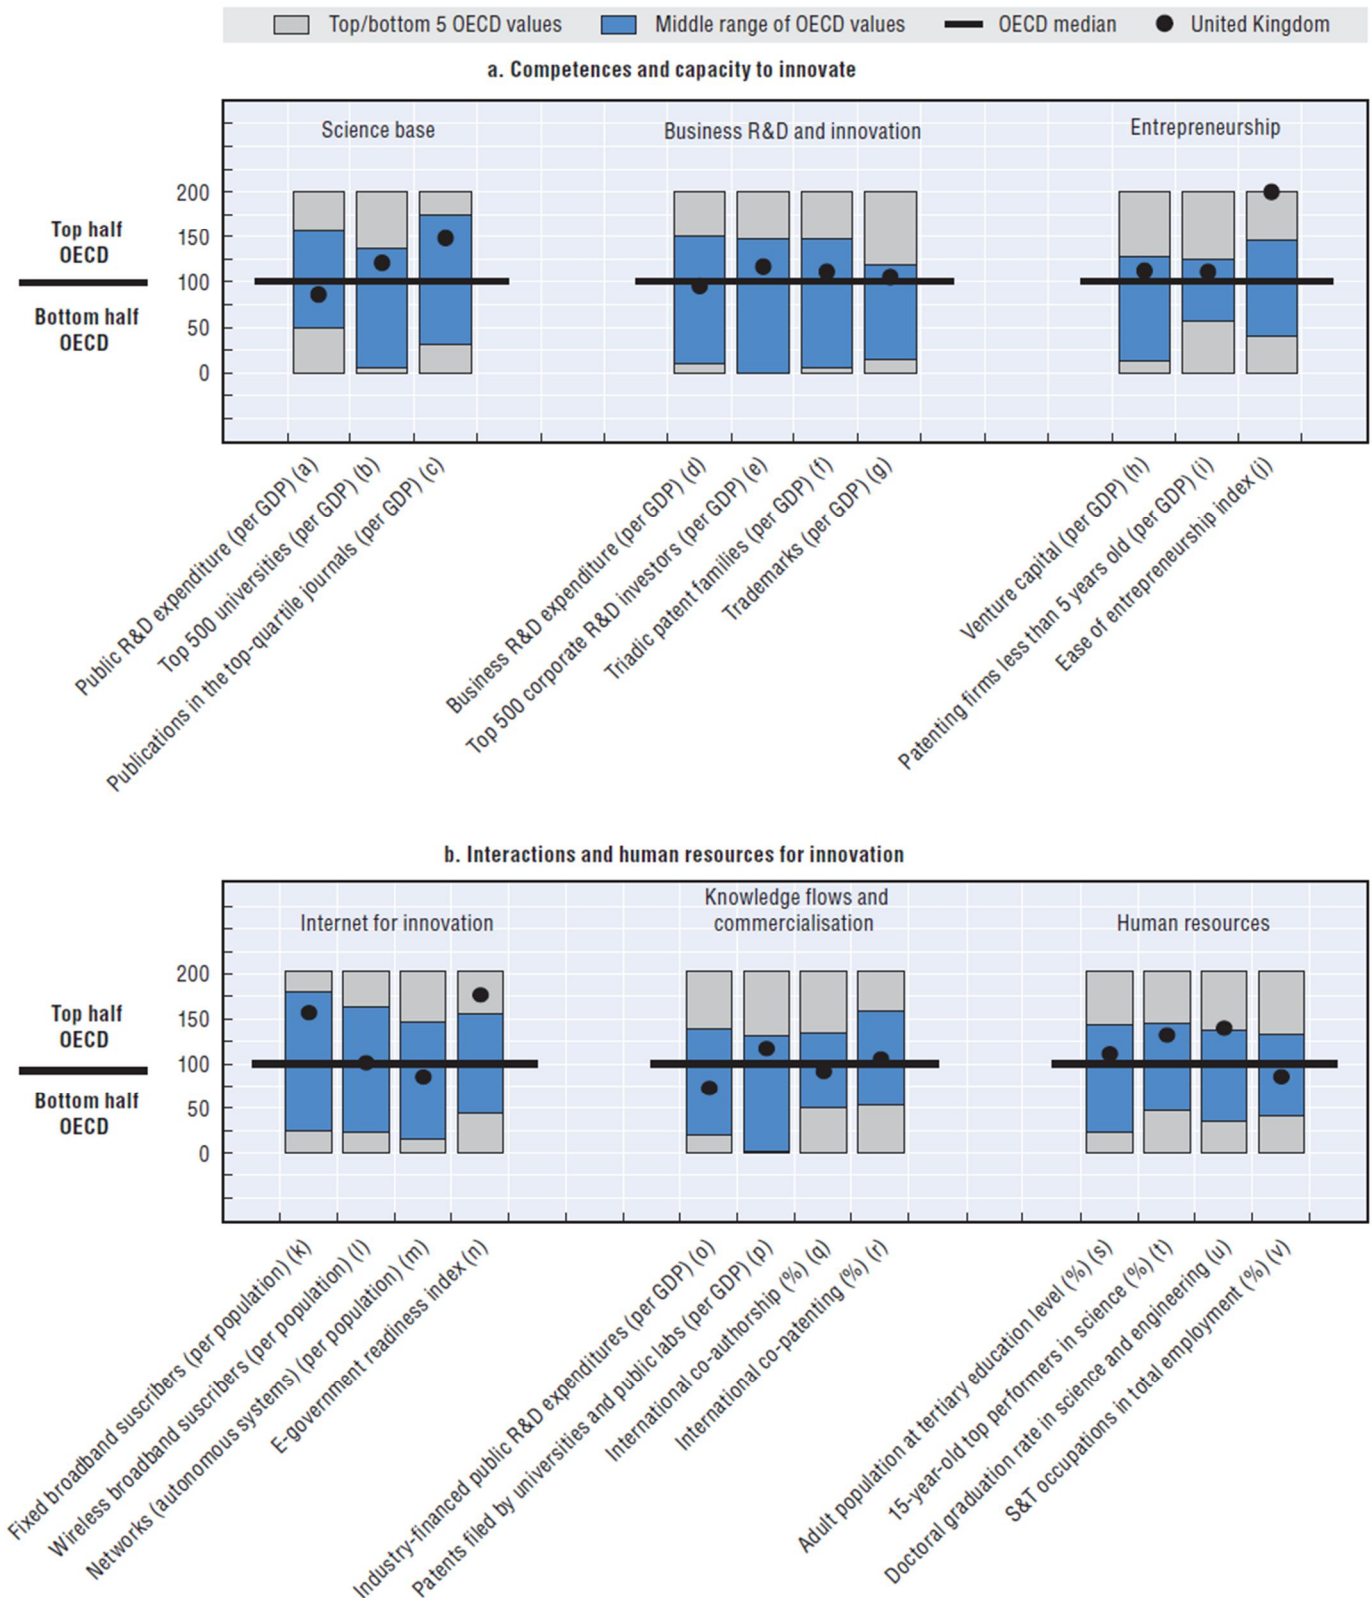 Top/bottom 5 OECD values
Middle range of OECD values
OECD median
United Kingdom
a. Competences and capacity to innovate
Science base
Business R&D and innovation
Entrepreneurship
200
150
100
50
0
Top half
OECD
Bottom half
OECD
Public R&D expenditure (per GDP) (a)
Top 500 universities (per GDP) (b)
Publications in the top-quartile journals (per GDP) (c)
Business R&D expenditure (per GDP) (d)
Top 500 corporate R&D investors (per GDP) (e)
Triadic patent families (per GDP) (f)
Trademarks (per GDP) (g)
Venture capital (per GDP) (h)
Patenting firms less than 5 years old (per GDP) (i)
Ease of entrepreneurship index (j)
b. Interactions and human resources for innovation
Internet for innovation
Knowledge flows and
commercialisation
Human resources
200
150
100
50
0
Top half
OECD
Bottom half
OECD
Fixed broadband suscribers (per population) (k)
Wireless broadband suscribers (per population) (l)
Networks (autonomous systems) (per population) (m)
E-government readiness index (n)
Industry-financed public R&D expenditures (per GDP) (o)
Patents filed by universities and public labs (per GDP) (p)
International co-authorship (%) (q)
International co-patenting (%) (r)
Adult population at tertiary education level (%) (s)
15-year-old top performers in science (%) (t)
Doctoral graduation rate in science and engineering (u)
S&T occupations in total employment (%) (v)